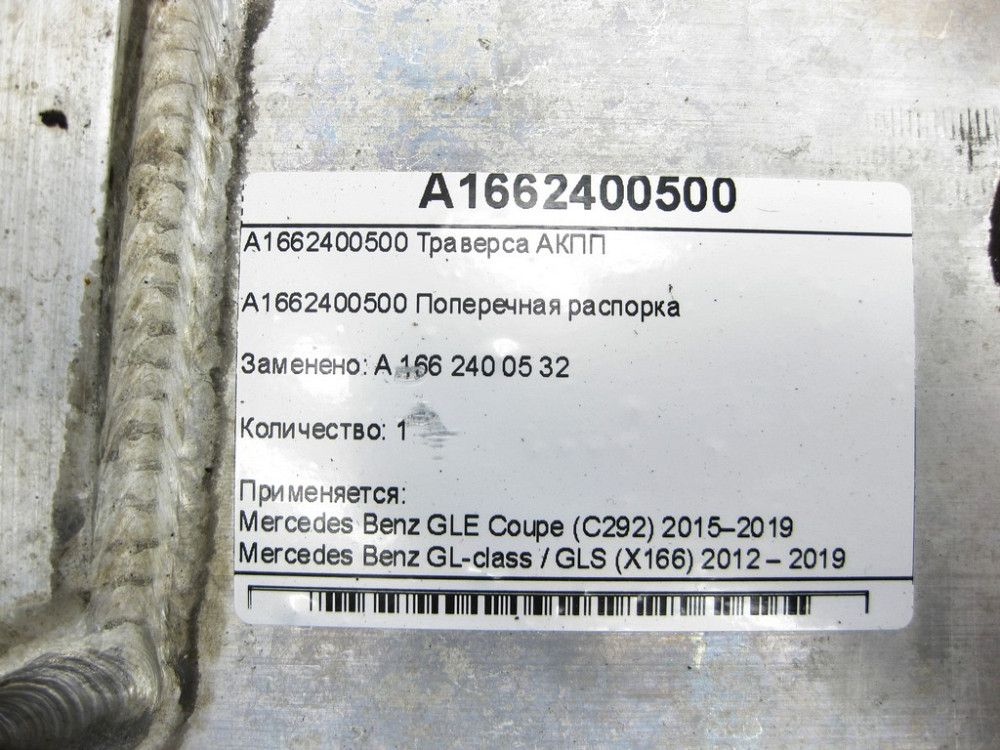 A1662400500
A1662400500 Траверса АКПП
A1662400500 Поперечная распорка
Заменено: A 166 240 05 32
Количество: 1
Применяется:
Mercedes Benz GLE Coupe (C292) 2015–2019
Mercedes Benz GL-class / GLS (X166) 2012 – 2019